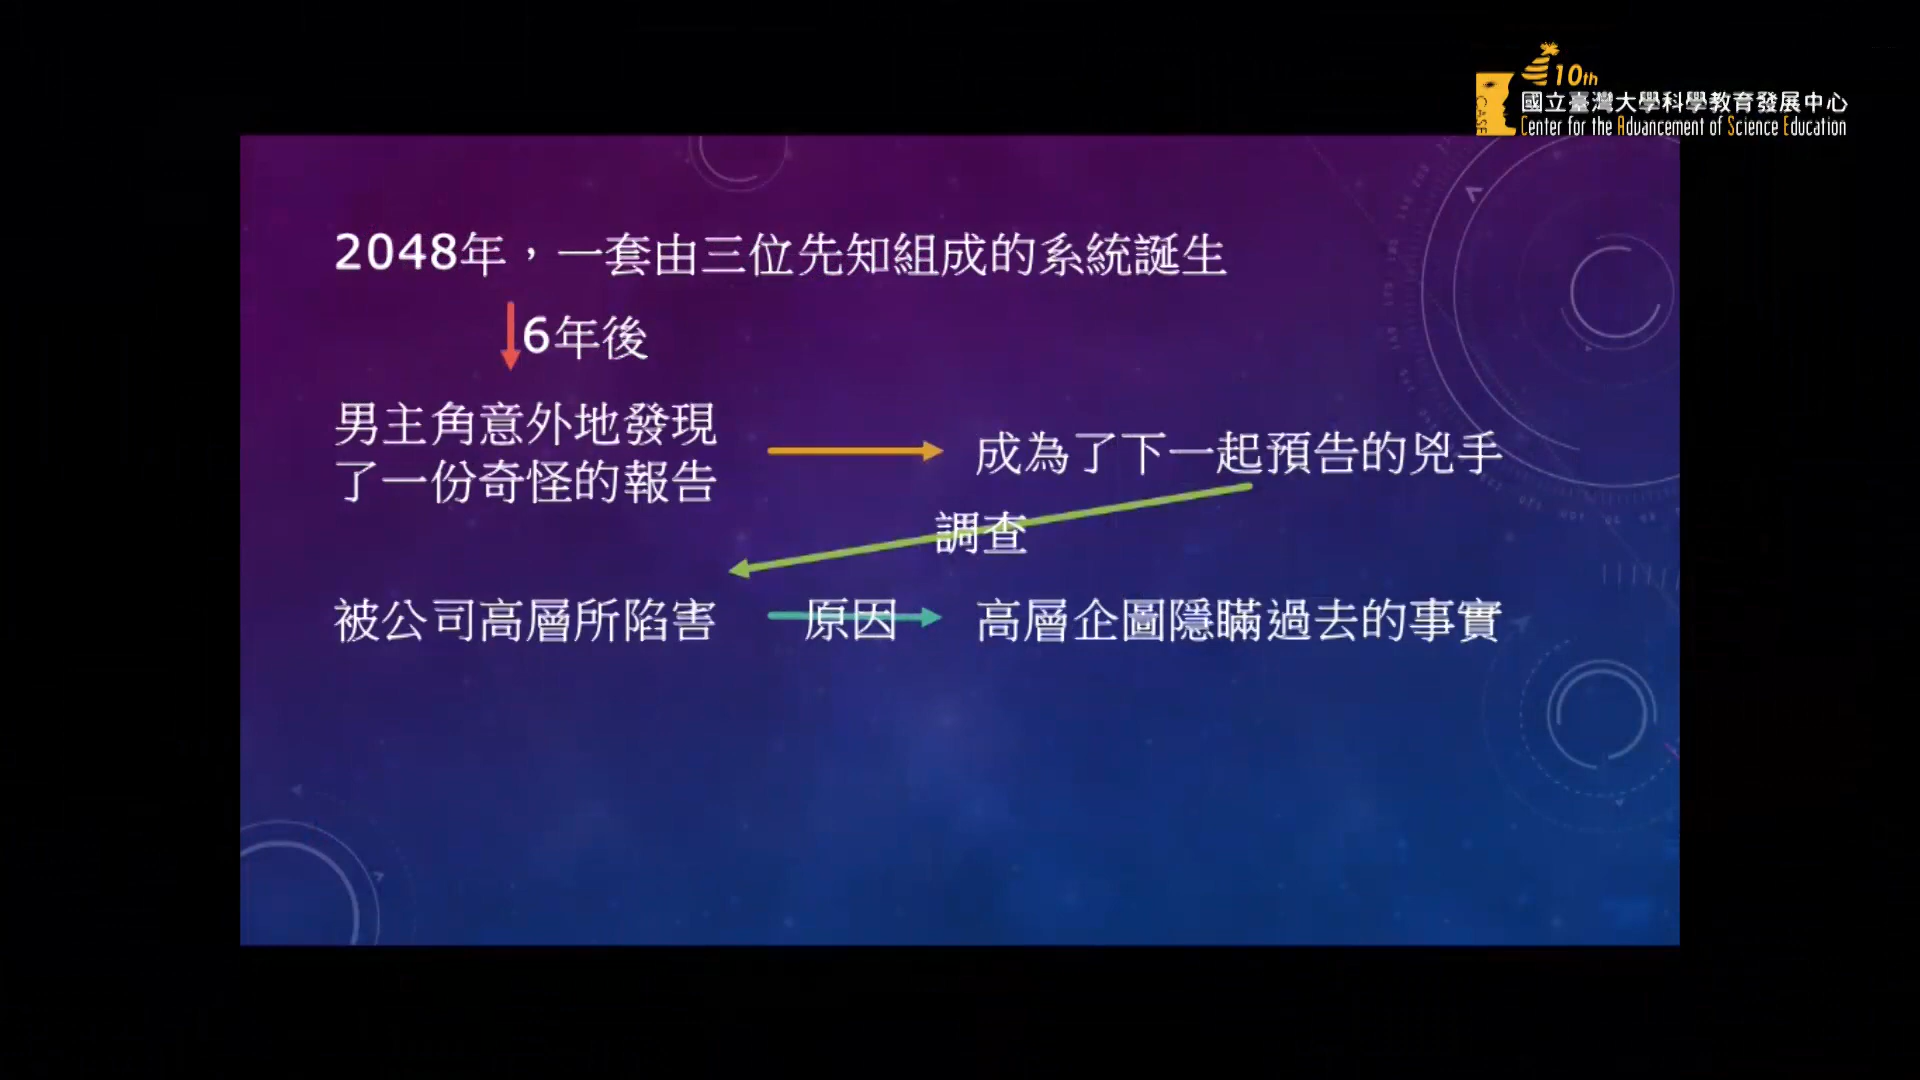 10th
CASE
國立臺灣大學科學教育發展中心
Center for the Advancement of Science Education
2048年，一套由三位先知組成的系統誕生
6年後
男主角意外地發現
了一份奇怪的報告
成為了下一起預告的兇手
調查
被公司高層所陷害
原因
高層企圖隱瞞過去的事實